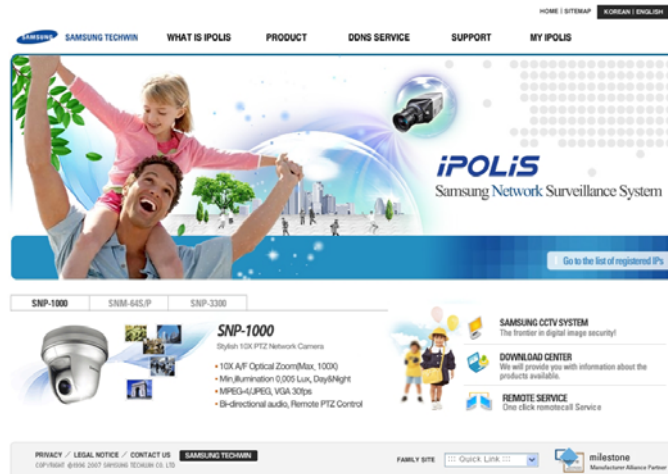 HOME | SITEMAP
KOREAN | ENGLISH
SAMSUNG
SAMSUNG TECHWIN
WHAT IS IPOLIS
PRODUCT
DDNS SERVICE
SUPPORT
MY IPOLIS
iPOLiS
Samsung Network Surveillance System
Go to the list of registered IPs
SNP-1000
SNM-64S/P
SNP-3300
SNP-1000
Stylish 10X PTZ Network Camera
• 10X A/F Optical Zoom(Max, 100X)
• Min,illumination 0,005 Lux, Day&Night
• MPEG-4/JPEG, VGA 30fps
• Bi-directional audio, Remote PTZ Control
SAMSUNG CCTV SYSTEM
The frontier in digital image security!
DOWNLOAD CENTER
We will provide you with information about the
products available.
REMOTE SERVICE
One click remotecall Service
PRIVACY / LEGAL NOTICE / CONTACT US
SAMSUNG TECHWIN
COPYRIGHT @1996 2007 SAMSUNG TECHWIN CO. LTD
FAMILY SITE
::: Quick Link :::
milestone
Manufacturer Alliance Partner